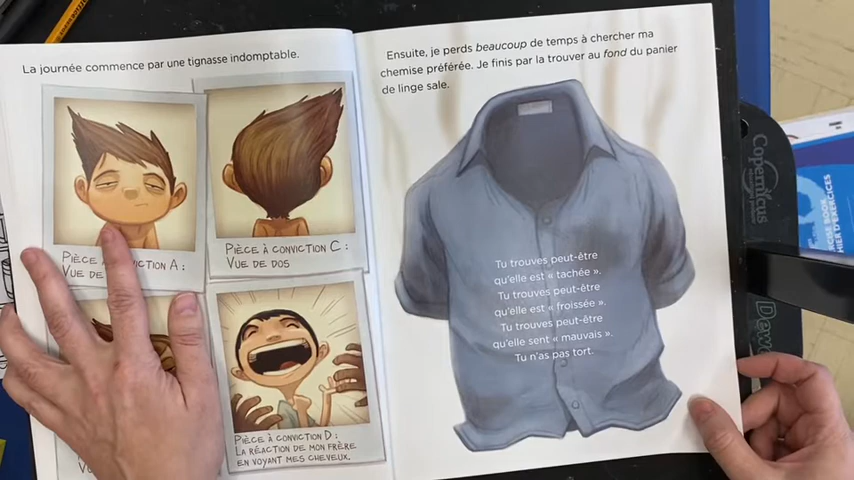 La journée commence par une tignasse indomptable.
PIÈCE À CONVICTION A:
VUE DE
PIÈCE À CONVICTION C:
VUE DE DOS
PIÈCE À CONVICTION D:
LA RÉACTION DE MON FRÈRE
EN VOYANT MES CHEVEUX.
Ensuite, je perds beaucoup de temps à chercher ma
chemise préférée. Je finis par la trouver au fond du panier
de linge sale.
Tu trouves peut-être
qu'elle est « tachée ».
Tu trouves peut-être
qu'elle est « froissée ».
Tu trouves peut-être
qu'elle sent « mauvais ».
Tu n'as pas tort.
Copernicus